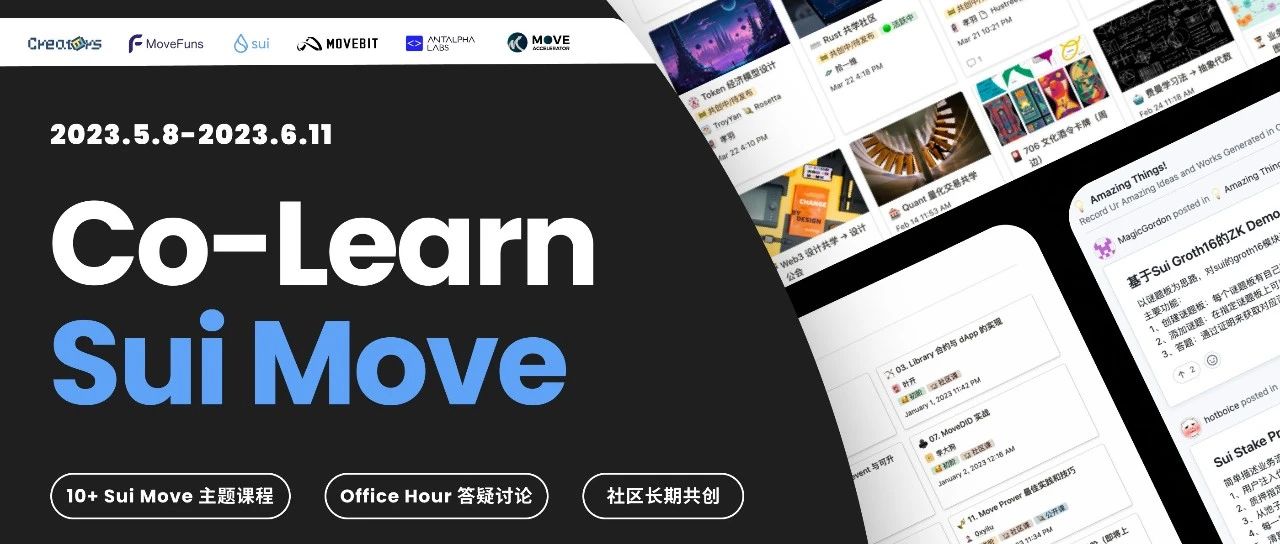 Creators
MoveFuns
sui
MOVEBIT
ANTALPHA
LABS
MOVE
ACCELERATOR
2023.5.8-2023.6.11
Co-Learn
Sui Move
10+ Sui Move 主题课程
Office Hour 答疑讨论
社区长期共创
Token 经济模型设计
共创中/待发布
TroyYan
Rosetta
孝羽
Mar 22 4:10 PM
Rust 共学社区
共创中/待发布
活跃中
拾一维
Mar 22 4:18 PM
孝羽
Mar 21 10:21 PM
1
Web3 设计共学 → 设计
公会
Quant 量化交易共学
Feb 14 11:53 AM
706 文化酒令卡牌（周
边）
费曼学习法 → 抽象代数
Feb 24 11:18 AM
03. Library 合约与 dApp 的实现
叶开
初阶
社区课
January 1, 2023 11:42 PM
07. MoveDID 实战
李大狗
初阶
社区课
January 2, 2023 12:18 AM
vent 与可升
11. Move Prover 最佳实践和技巧
0xyilu
社区课
公开课
11:34 PM
Amazing Things!
Record Ur Amazing Ideas and Works Generated in
MagicGordon posted in
Amazing Thing
基于Sui Groth16的ZK Demo
以谜题板为思路，对sui的groth16模块
主要功能：
1、创建谜题板：每个谜题板有自己
2、添加谜题：在指定谜题板上可
3、答题：通过证明来获取对应
2
hotboice posted in
Sui Stake Pr
简单描述业务流
1、用户注入
2、质押指
3、从池子
4、每一